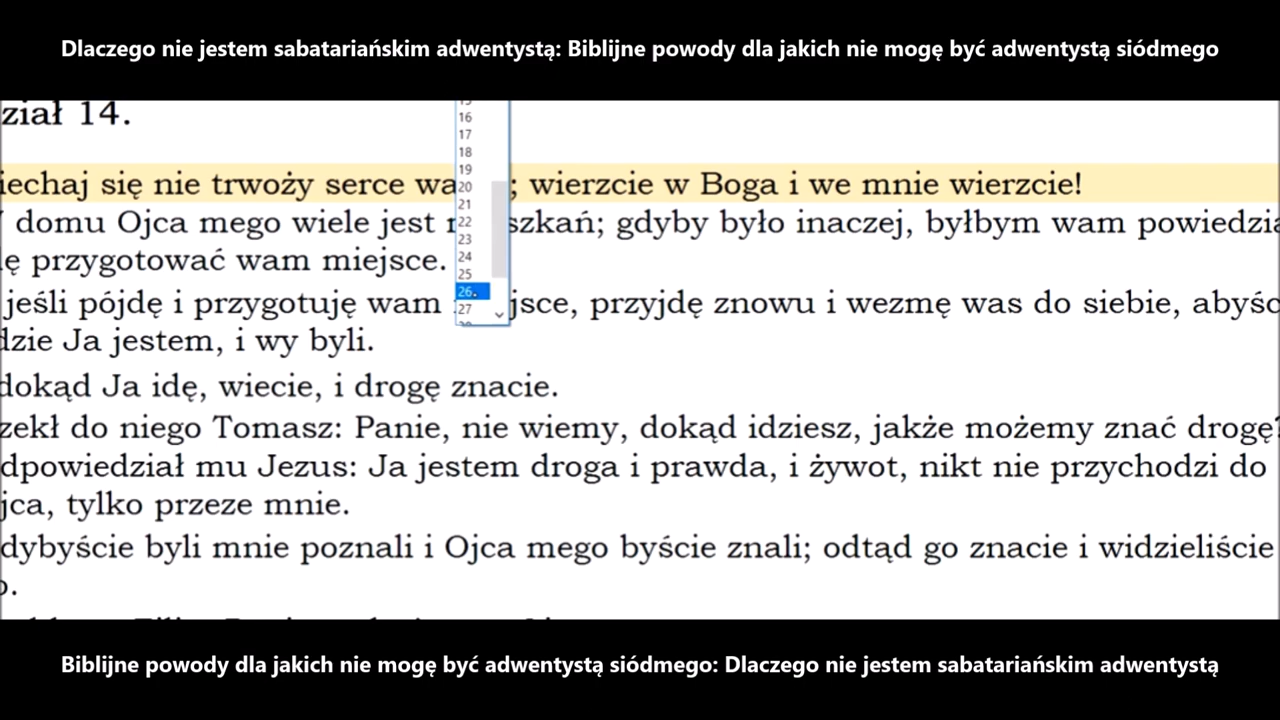 Dlaczego nie jestem sabatariańskim adwentystą: Biblijne powody dla jakich nie mogę być adwentystą siódmego
dział 14.
16
17
18
19
20
21
22
23
24
25
26
27
iechaj się nie trwoży serce wa ; wierzcie w Boga i we mnie wierzcie!
domu Ojca mego wiele jest szkań; gdyby było inaczej, byłbym wam powiedzia
ę przygotować wam miejsce.
jeśli pójdę i przygotuję wam jsce, przyjdę znowu i wezmę was do siebie, abyśc
dzie Ja jestem, i wy byli.
dokąd Ja idę, wiecie, i drogę znacie.
zekł do niego Tomasz: Panie, nie wiemy, dokąd idziesz, jakże możemy znać drogę?
dpowiedział mu Jezus: Ja jestem droga i prawda, i żywot, nikt nie przychodzi do
jca, tylko przeze mnie.
dybyście byli mnie poznali i Ojca mego byście znali; odtąd go znacie i widzieliście
o.
Biblijne powody dla jakich nie mogę być adwentystą siódmego: Dlaczego nie jestem sabatariańskim adwentystą